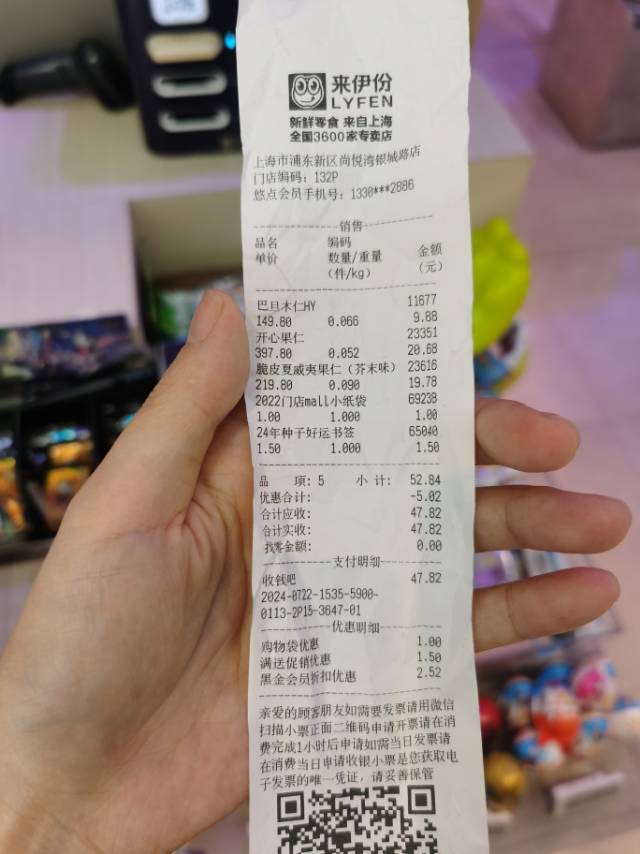 来伊份
LYFEN
新鲜零食 来自上海
全国3600家专卖店
上海市浦东新区尚悦湾银城路店
门店编码：132P
悠点会员手机号：1330***2886
销售
品名 编码
单价 数量/重量 金额
(件/kg) (元)
巴旦木仁HY 11677
149.80 0.066 9.88
开心果仁 23351
397.80 0.052 20.68
脆皮夏威夷果仁（芥末味） 23616
219.80 0.090 19.78
2022门店mall小纸袋 69238
1.00 1.000 1.00
24年种子好运书签 65040
1.50 1.000 1.50
品 项: 5 小 计: 52.84
优惠合计: -5.02
合计应收: 47.82
合计实收: 47.82
找零金额: 0.00
支付明细
收钱吧 47.82
2024-0722-1535-5900-
0113-2P15-3647-01
优惠明细
购物袋优惠 1.00
满送促销优惠 1.50
黑金会员折扣优惠 2.52
亲爱的顾客朋友如需要发票请用微信
扫描小票正面二维码申请开票请在消
费完成1小时后申请如需当日发票请
在消费当日申请收银小票是您获取电
子发票的唯一凭证，请妥善保管